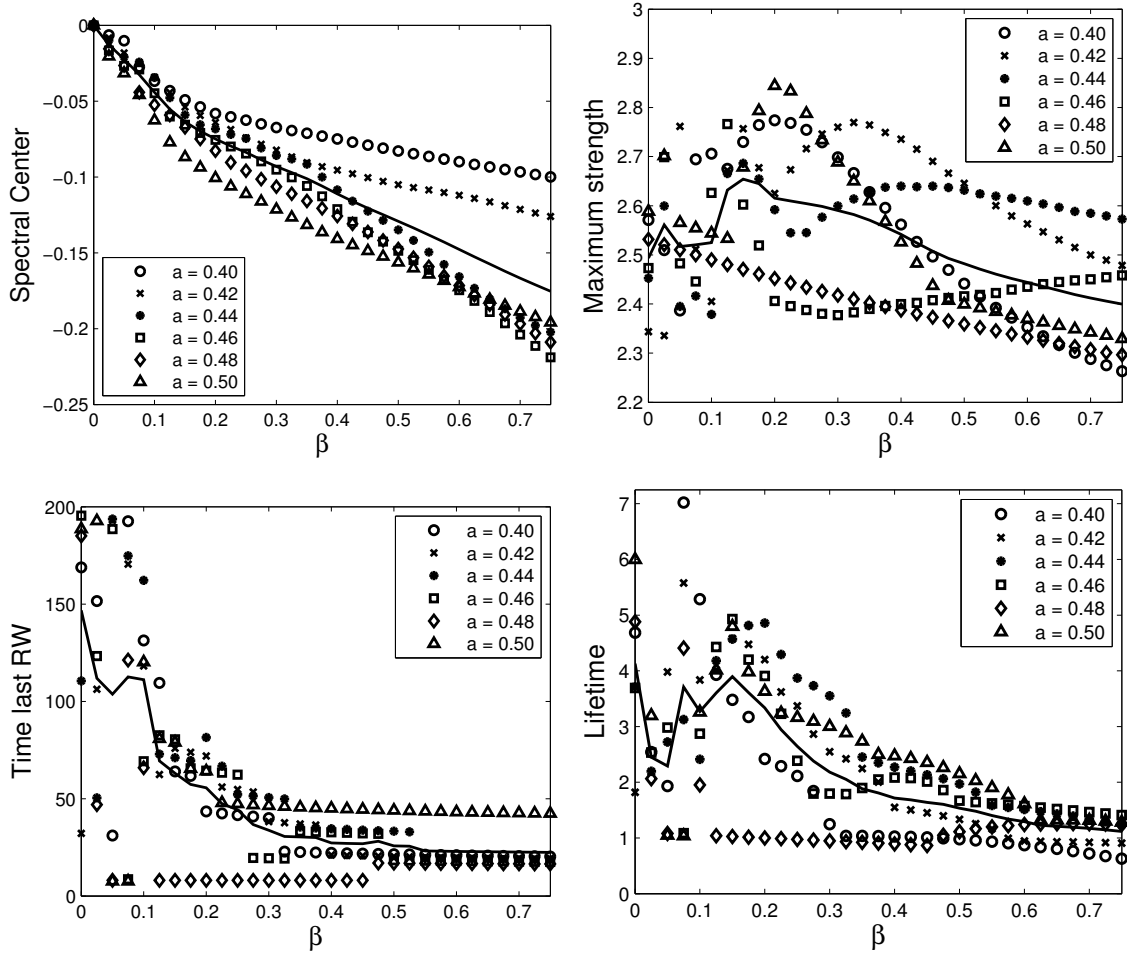 0
−0.05
−0.1
−0.15
−0.2
−0.25
0 0.1 0.2 0.3 0.4 0.5 0.6 0.7
Spectral Center
β
a = 0.40
a = 0.42
a = 0.44
a = 0.46
a = 0.48
a = 0.50
3
2.9
2.8
2.7
2.6
2.5
2.4
2.3
2.2
0 0.1 0.2 0.3 0.4 0.5 0.6 0.7
Maximum strength
β
a = 0.40
a = 0.42
a = 0.44
a = 0.46
a = 0.48
a = 0.50
200
150
100
50
0
0 0.1 0.2 0.3 0.4 0.5 0.6 0.7
Time last RW
β
a = 0.40
a = 0.42
a = 0.44
a = 0.46
a = 0.48
a = 0.50
7
6
5
4
3
2
1
0
0 0.1 0.2 0.3 0.4 0.5 0.6 0.7
Lifetime
β
a = 0.40
a = 0.42
a = 0.44
a = 0.46
a = 0.48
a = 0.50